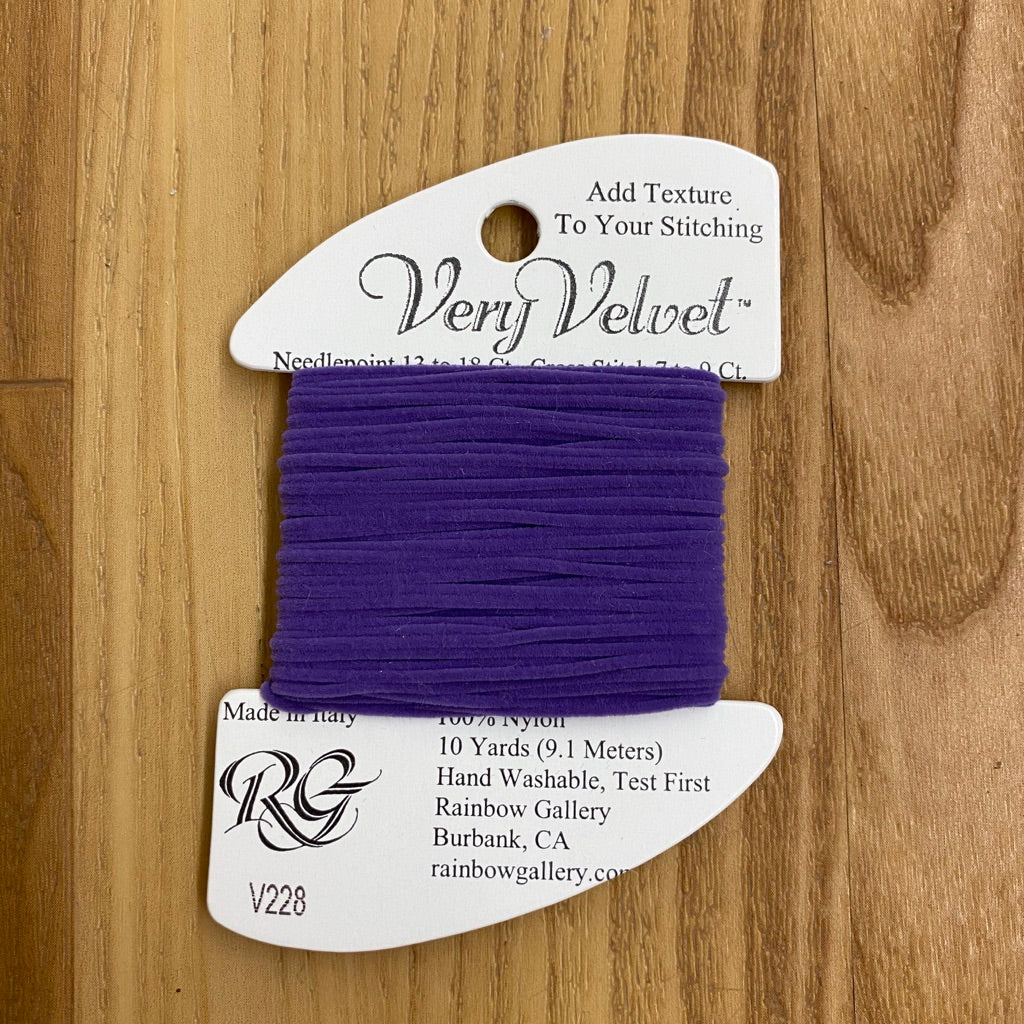 Add Texture
To Your Stitching
Very Velvet™
Needlepoint 13 to 18 Ct., Cross Stitch 7 to 9 Ct.
Made in Italy
100% Nylon
10 Yards (9.1 Meters)
Hand Washable, Test First
Rainbow Gallery
Burbank, CA
rainbowgallery.com
RG
V228